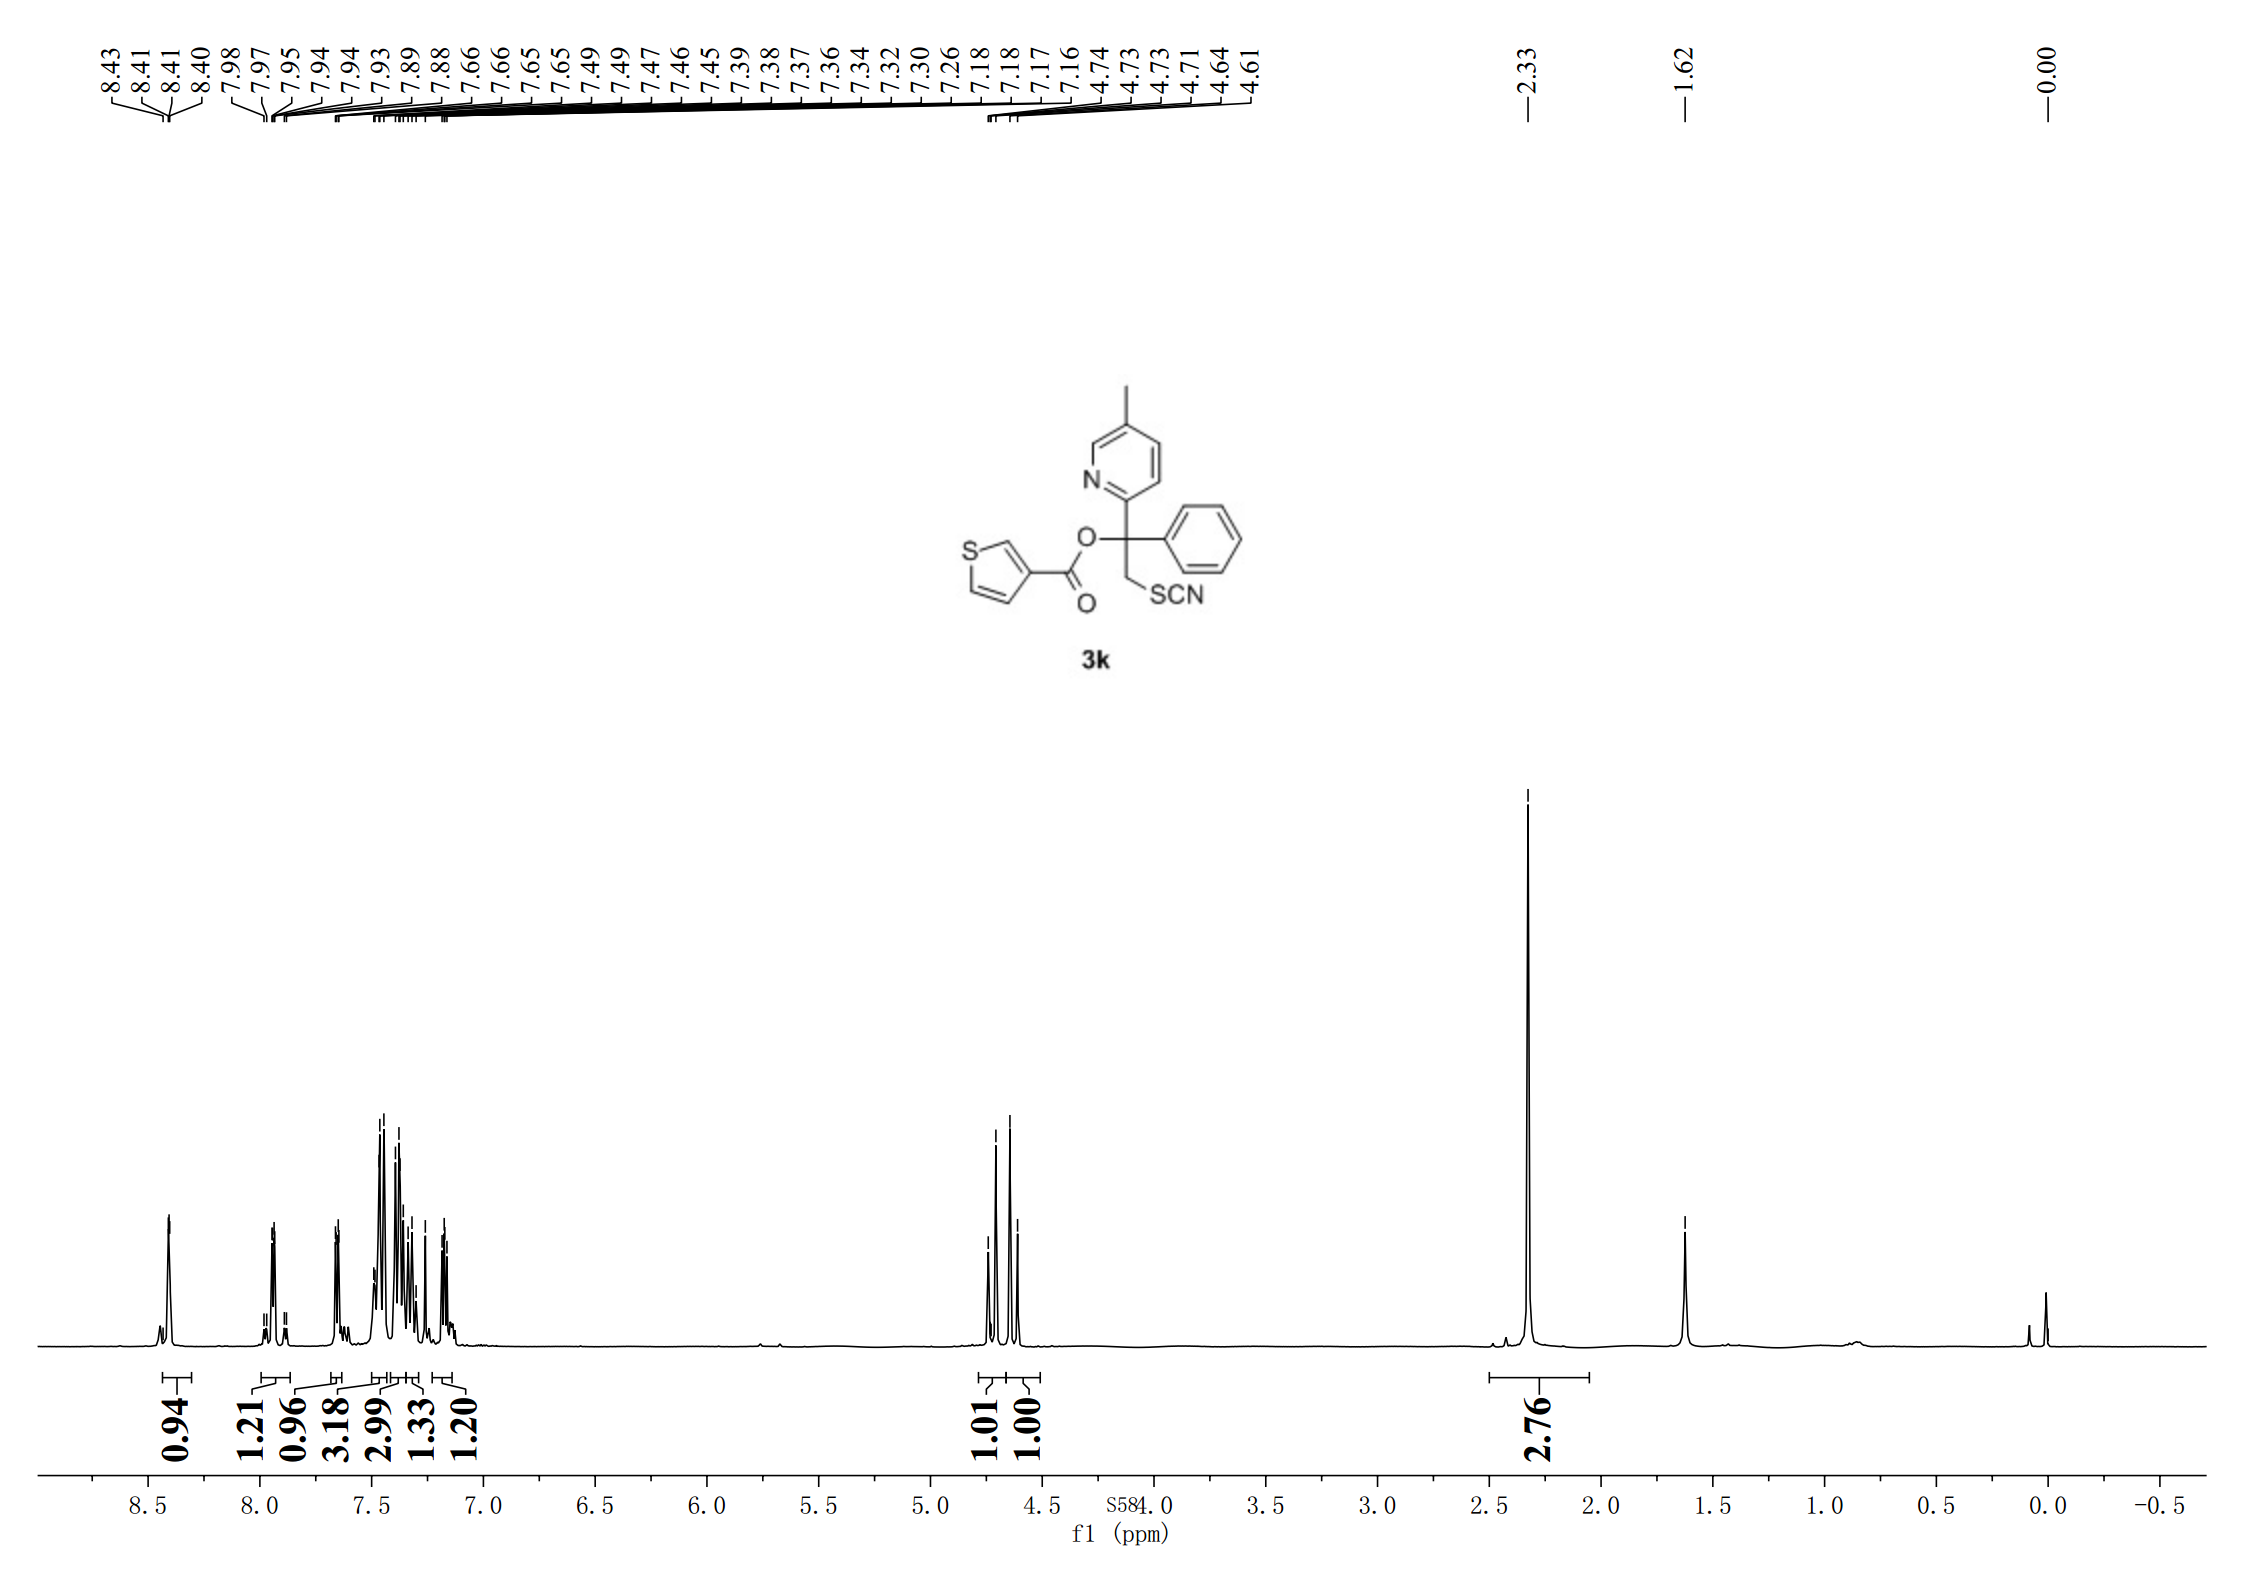 8.43 8.41 8.41 8.40 7.98 7.97 7.95 7.94 7.94 7.93 7.89 7.88 7.66 7.66 7.65 7.65 7.49 7.49 7.47 7.46 7.45 7.39 7.38 7.37 7.36 7.34 7.32 7.30 7.26 7.18 7.18 7.17 7.16 4.74 4.73 4.73 4.71 4.64 4.61 2.33 1.62 0.00
N
O
S
SCN
O
3k
0.94 1.21 0.96 3.18 2.99 1.33 1.20 1.01 1.00 2.76
8.5 8.0 7.5 7.0 6.5 6.0 5.5 5.0 4.5 S58 4.0 3.5 3.0 2.5 2.0 1.5 1.0 0.5 0.0 -0.5
f1 (ppm)